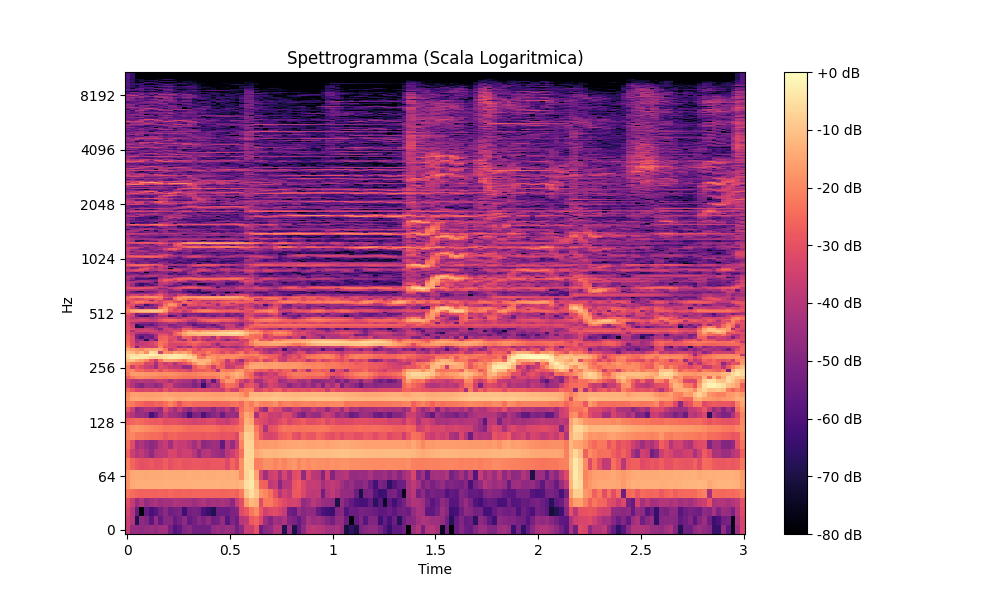 Spettrogramma (Scala Logaritmica)
+0 dB
8192
-10 dB
4096
-20 dB
2048
-30 dB
1024
-40 dB
Hz
512
-50 dB
256
-60 dB
128
-70 dB
64
0
-80 dB
0 0.5 1 1.5 2 2.5 3
Time